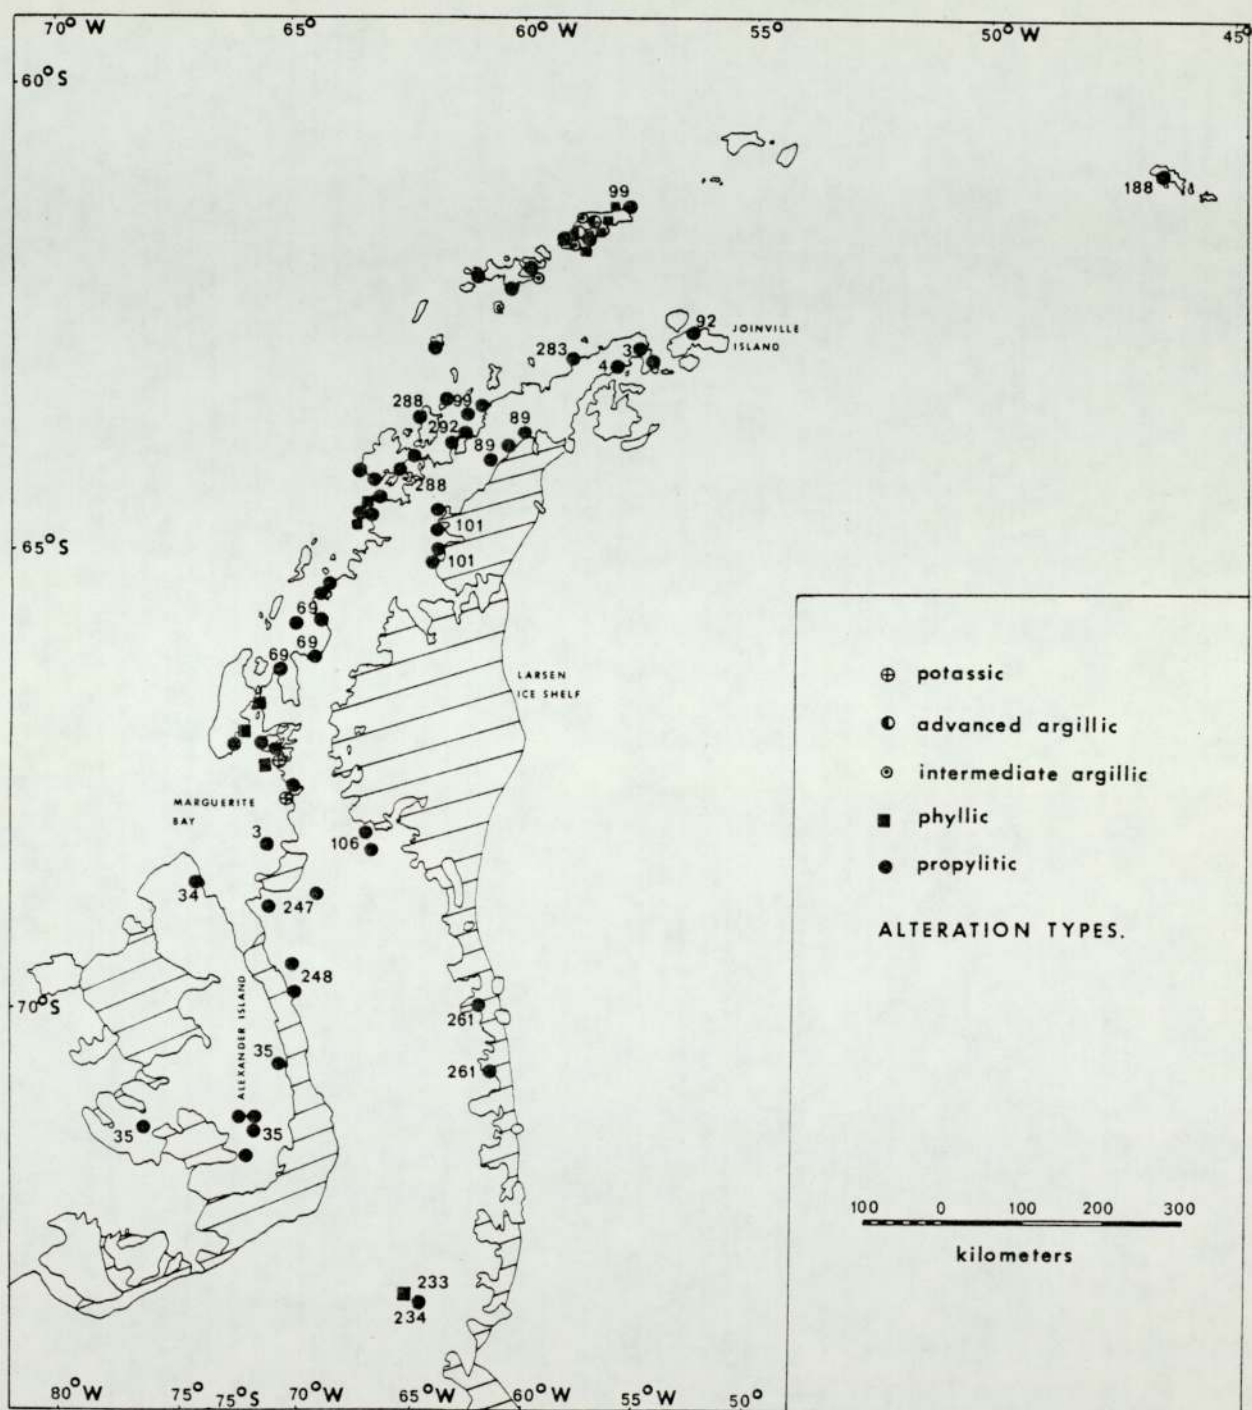 70° W 65° 60° W 55° 50° W 45°
60° S
99
188
92
JOINVILLE
ISLAND
283 4
288 99
292 89 89
288
65° S
101
101
69
69
69
LARSEN
ICE SHELF
potassic
advanced argillic
intermediate argillic
phyllic
propylitic
ALTERATION TYPES.
MARGUERITE
BAY
3 106
34 247
248
70° S
ALEXANDER ISLAND
261
35 261
35 35
100 0 100 200 300
kilometers
233
234
80° W 75° 75° S 70° W 65° W 60° W 55° W 50°